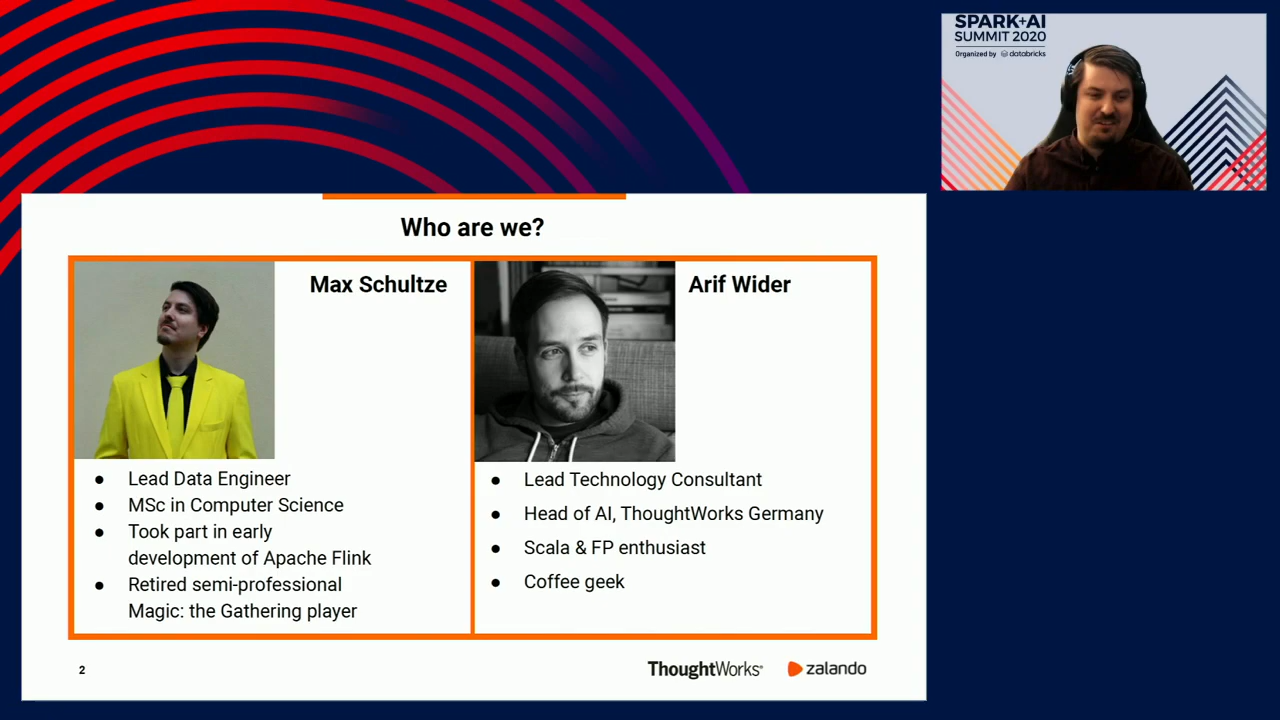 SPARK+AI
SUMMIT 2020
Organized by databricks
Who are we?
Max Schultze
● Lead Data Engineer
● MSc in Computer Science
● Took part in early
development of Apache Flink
● Retired semi-professional
Magic: the Gathering player
Arif Wider
● Lead Technology Consultant
● Head of AI, ThoughtWorks Germany
● Scala & FP enthusiast
● Coffee geek
2
ThoughtWorks®
zalando